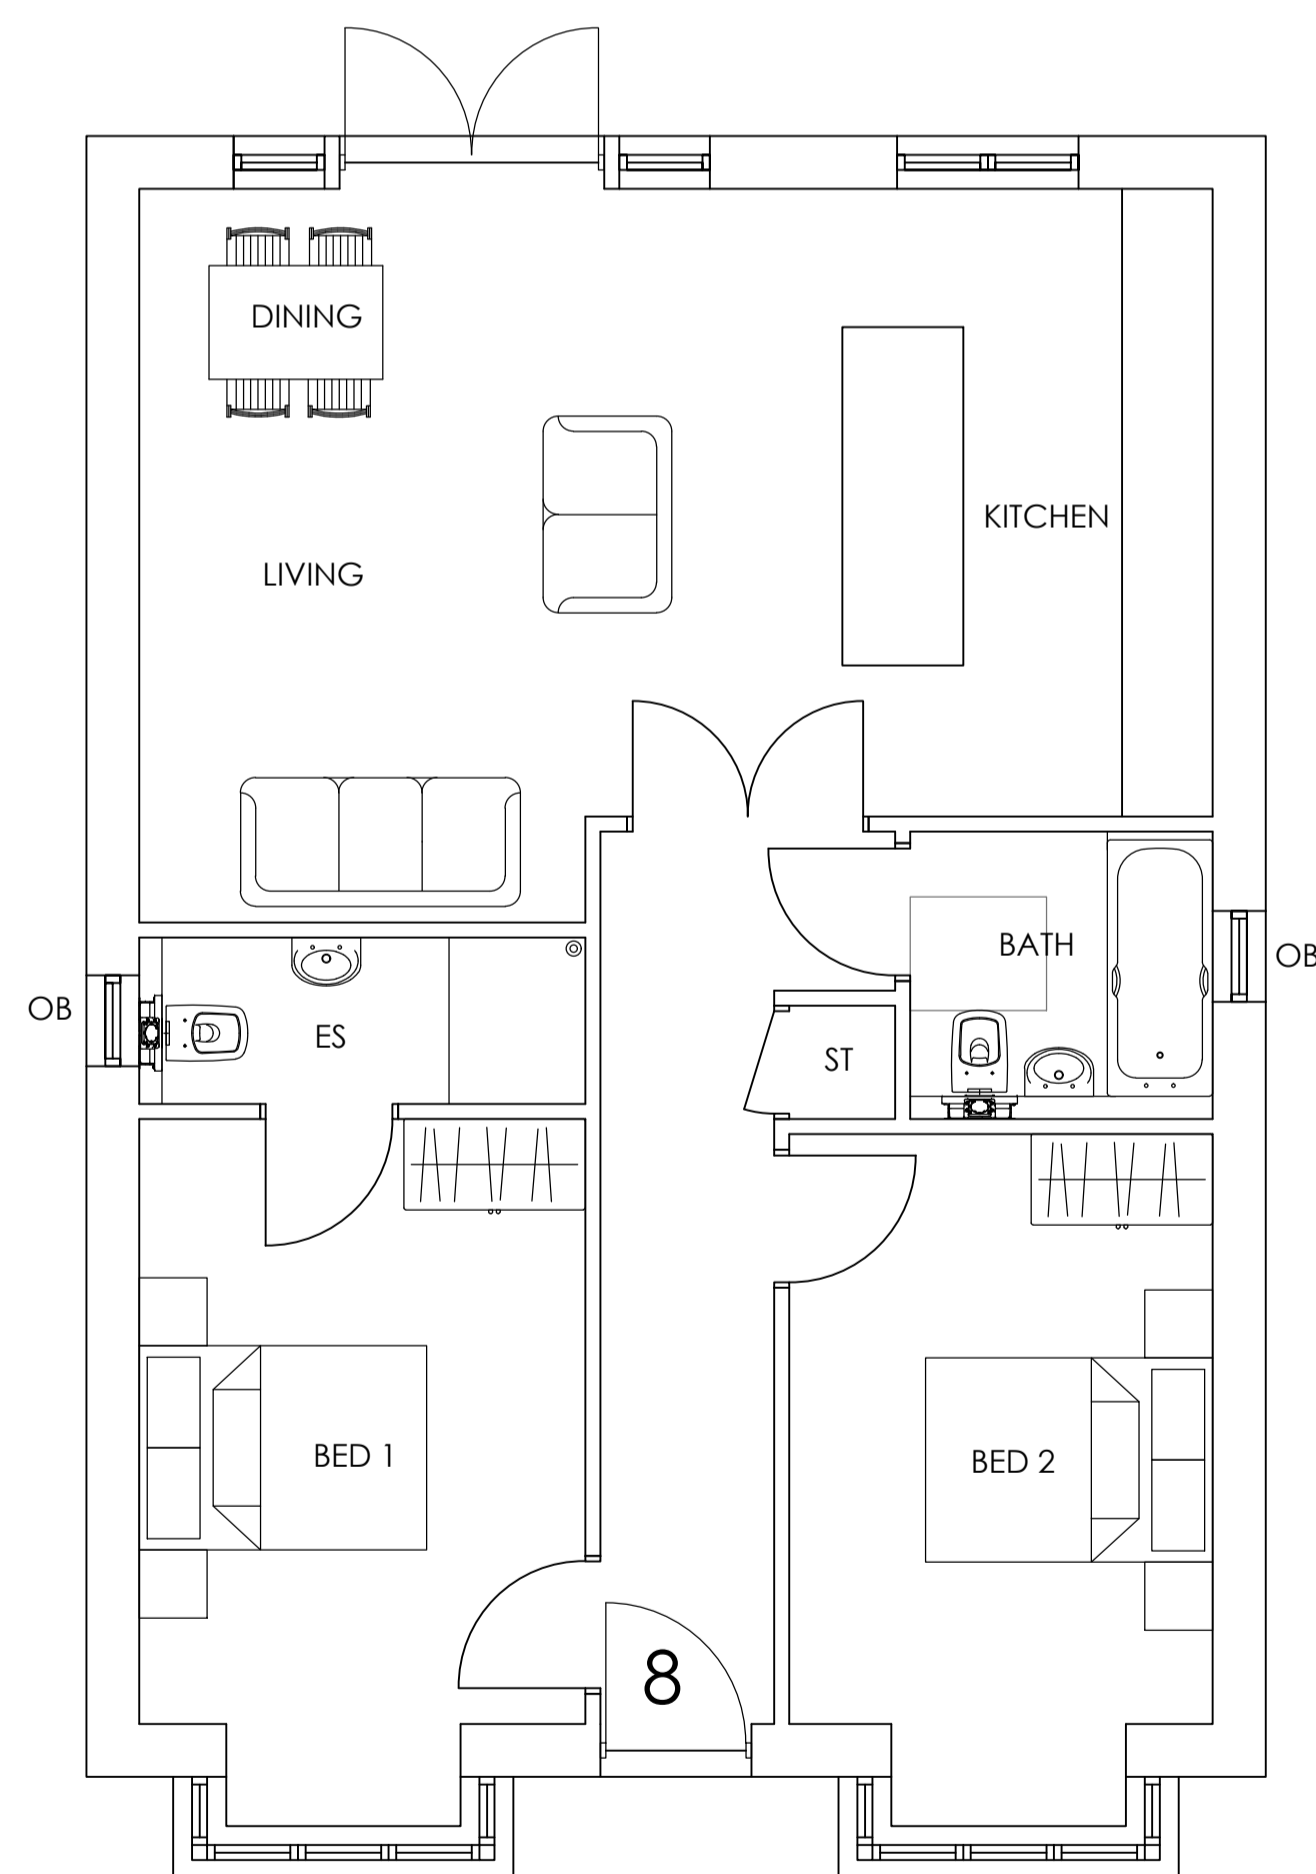 DINING
KITCHEN
LIVING
BATH
OB
OB
ES
ST
BED 1
BED 2
8